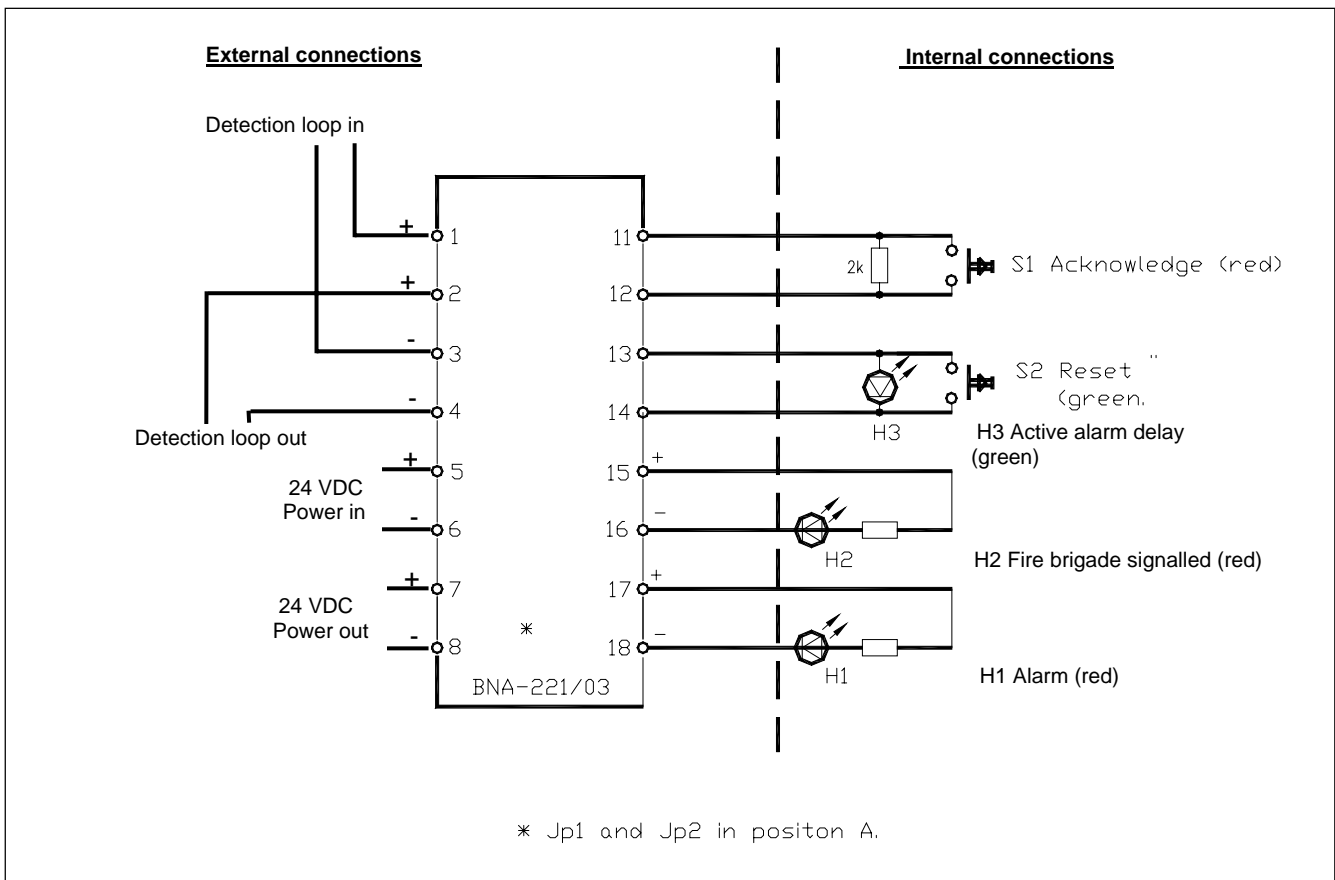 External connections
Internal connections
Detection loop in
+ 1
+ 2
- 3
- 4
Detection loop out
+ 5
24 VDC
Power in
- 6
+ 7
24 VDC
Power out
- 8
*
BNA-221/03
11
12
13
14
15 +
16 -
17 +
18 -
2k
S1 Acknowledge (red)
S2 Reset "
(green.
H3
H3 Active alarm delay
(green)
H2
H2 Fire brigade signalled (red)
H1
H1 Alarm (red)
* Jp1 and Jp2 in positon A.